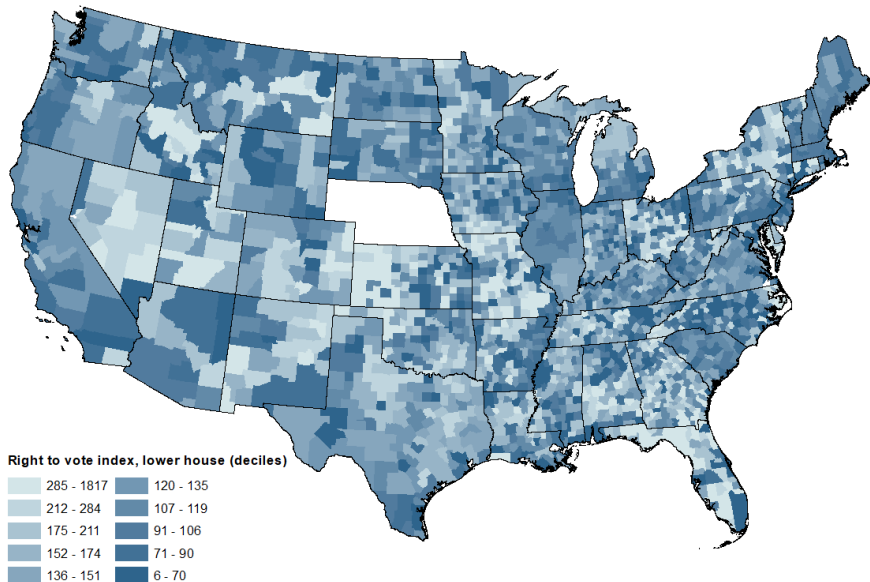 Right to vote index, lower house (deciles)
285 - 1817 120 - 135
212 - 284 107 - 119
175 - 211 91 - 106
152 - 174 71 - 90
136 - 151 6 - 70